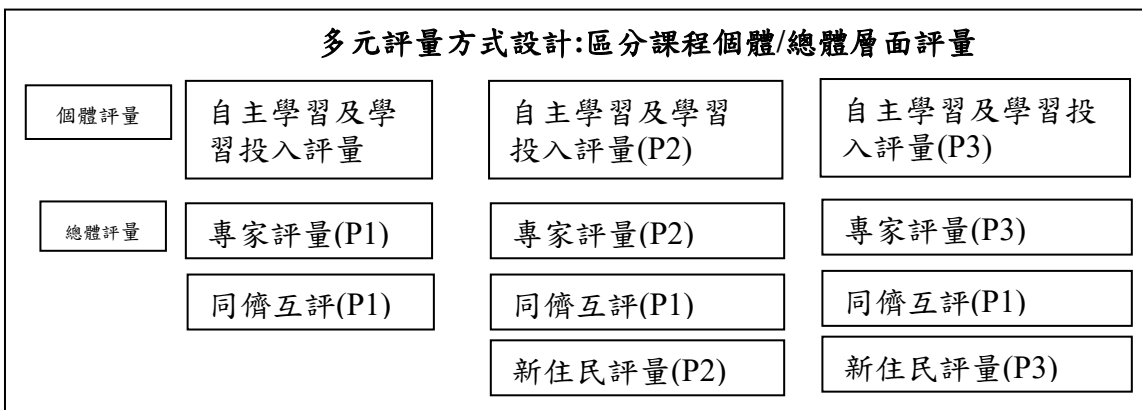 多元評量方式設計:區分課程個體/總體層面評量
個體評量
自主學習及學
習投入評量
自主學習及學習
投入評量(P2)
自主學習及學習投
入評量(P3)
總體評量
專家評量(P1)
專家評量(P2)
專家評量(P3)
同儕互評(P1)
同儕互評(P1)
同儕互評(P1)
新住民評量(P2)
新住民評量(P3)